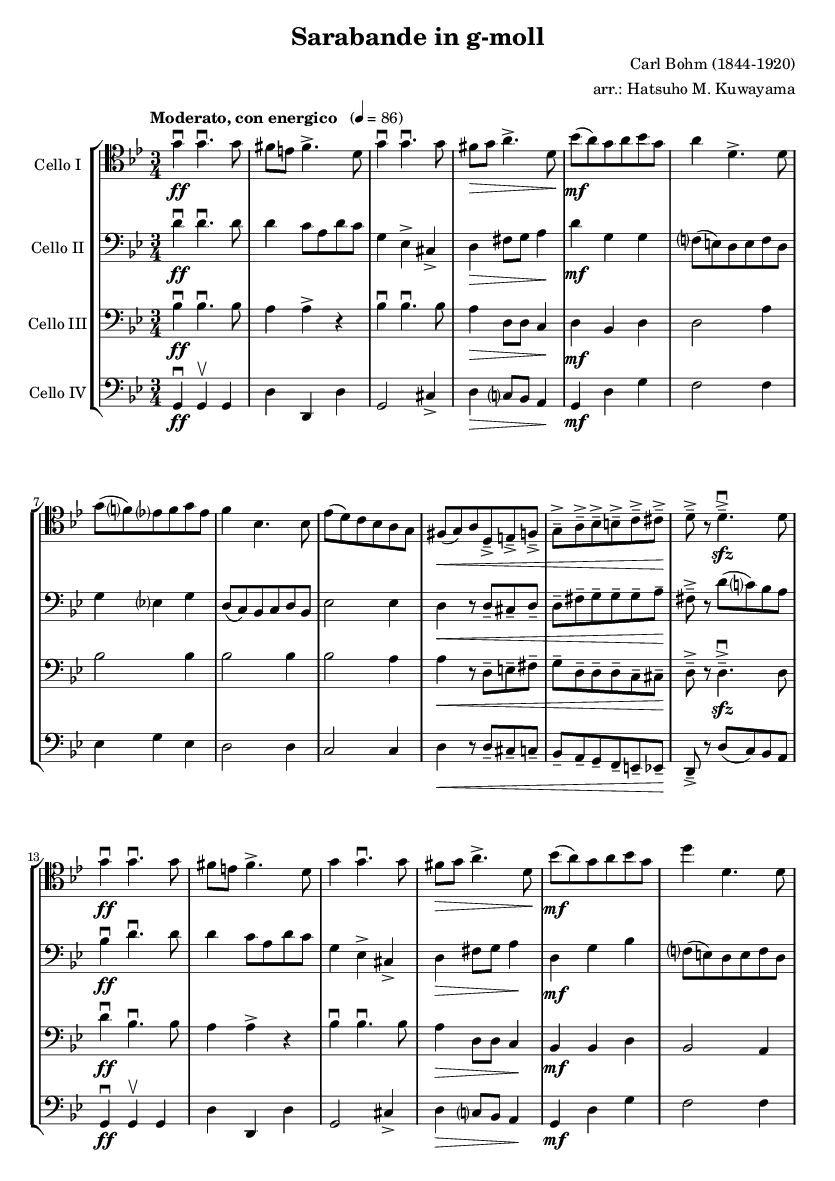 Sarabande in g-moll
Carl Bohm (1844-1920)
arr.: Hatsuho M. Kuwayama
Moderato, con energico (♩ = 86)
Cello I
ff mf
Cello II
ff mf
Cello III
ff mf
Cello IV
ff mf
7
sfz
sfz
13
ff mf
ff mf
ff mf
ff mf